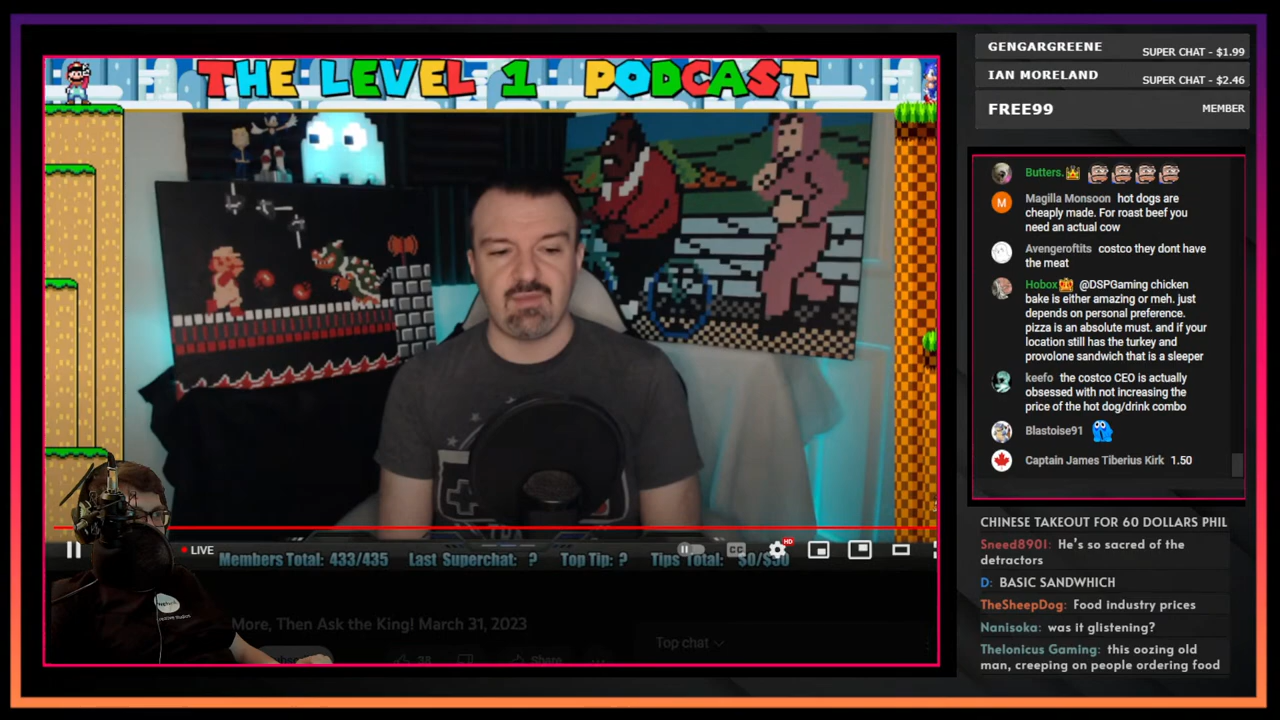 THE LEVEL 1 PODCAST
LIVE
Members Total: 433/435 Last Superchat: ? Top Tip: ? Tips Total: $0/$50
CC
HD
More, Then Ask the King! March 31, 2023
38
Share
Top chat
GENGARGREENE SUPER CHAT - $1.99
IAN MORELAND SUPER CHAT - $2.46
FREE99 MEMBER
Butters.
M
Magilla Monsoon hot dogs are
cheaply made. For roast beef you
need an actual cow
Avengeroftits costco they dont have
the meat
Hobox @DSPGaming chicken
bake is either amazing or meh. just
depends on personal preference.
pizza is an absolute must. and if your
location still has the turkey and
provolone sandwich that is a sleeper
keefo the costco CEO is actually
obsessed with not increasing the
price of the hot dog/drink combo
Blastoise91
Captain James Tiberius Kirk 1.50
CHINESE TAKEOUT FOR 60 DOLLARS PHIL
Sneed8901: He's so sacred of the
detractors
D: BASIC SANDWHICH
TheSheepDog: Food industry prices
Nanisoka: was it glistening?
Thelonicus Gaming: this oozing old
man, creeping on people ordering food